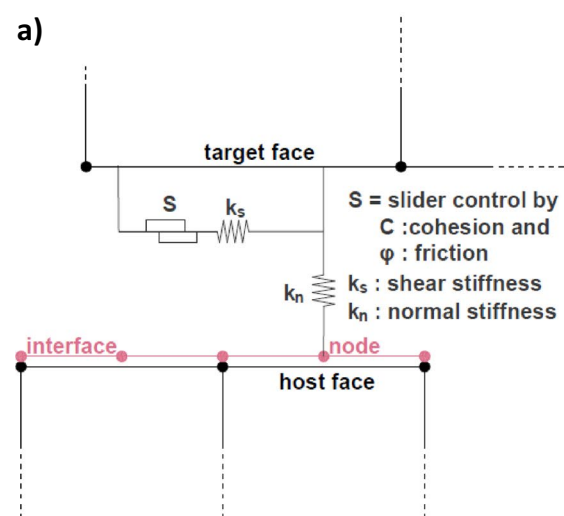 a)
target face
S
kₛ
S = slider control by
C :cohesion and
φ : friction
kₛ : shear stiffness
kₙ : normal stiffness
kₙ
interface
node
host face